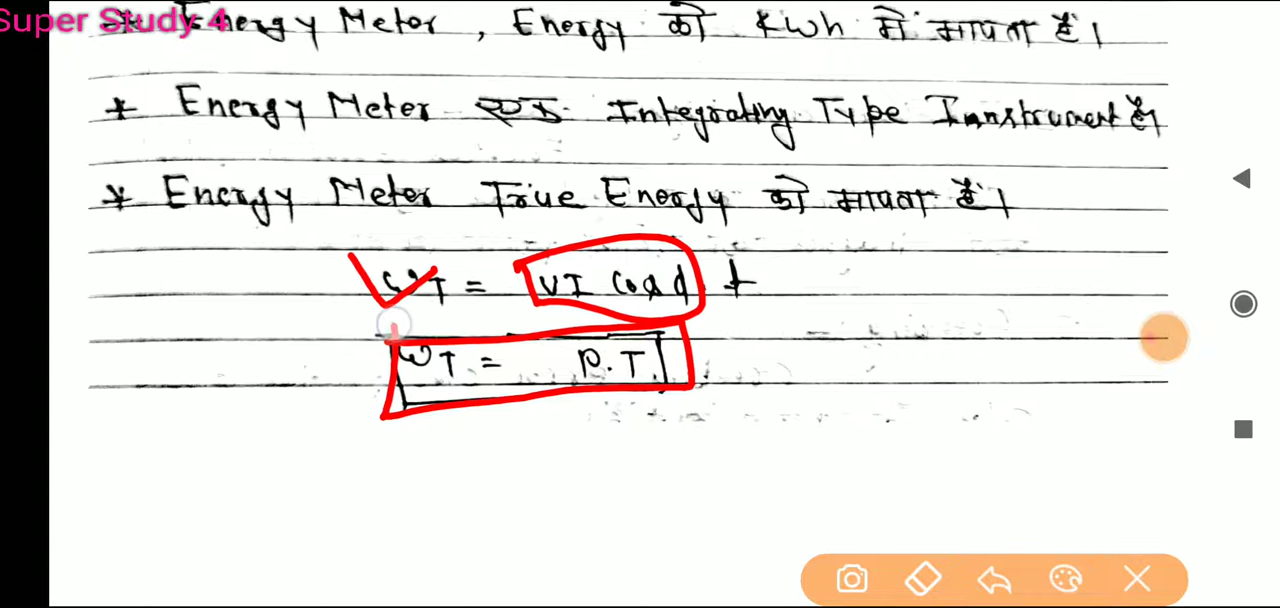 Super Study 4
* Energy Meter, Energy को Kwh मे मापता है।
* Energy Meter एक Integrating Type Instrument है।
* Energy Meter True Energy को मापता है।
WT = VI Cos ϕ t
WT = P.T